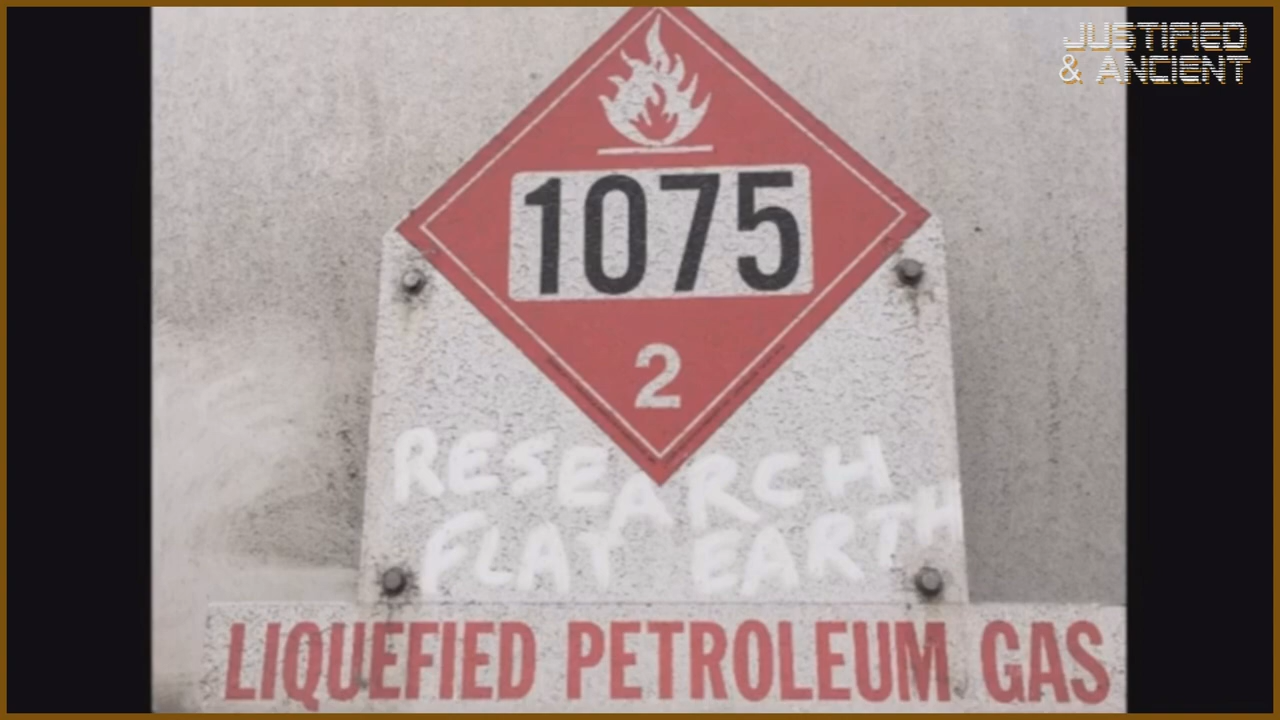 JUSTIFIED
& ANCIENT
1075
2
RESEARCH
FLAT EARTH
LIQUEFIED PETROLEUM GAS